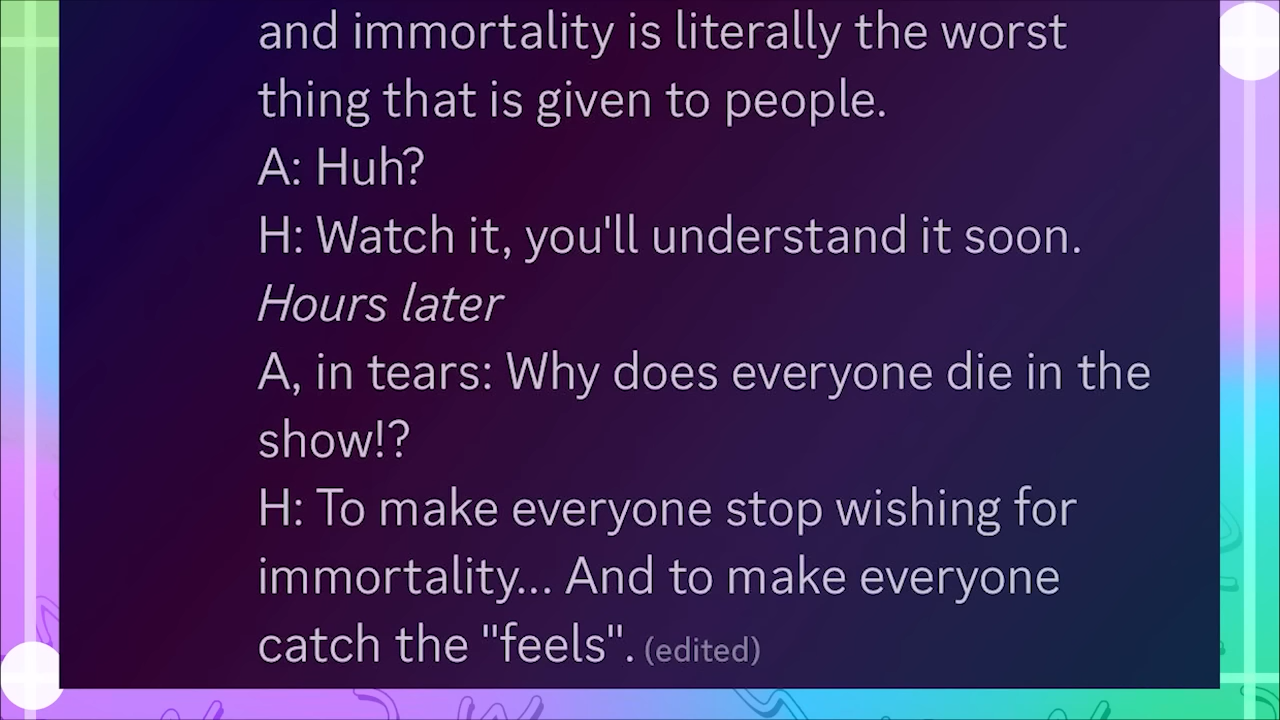 and immortality is literally the worst
thing that is given to people.
A: Huh?
H: Watch it, you'll understand it soon.
Hours later
A, in tears: Why does everyone die in the
show!?
H: To make everyone stop wishing for
immortality... And to make everyone
catch the "feels". (edited)